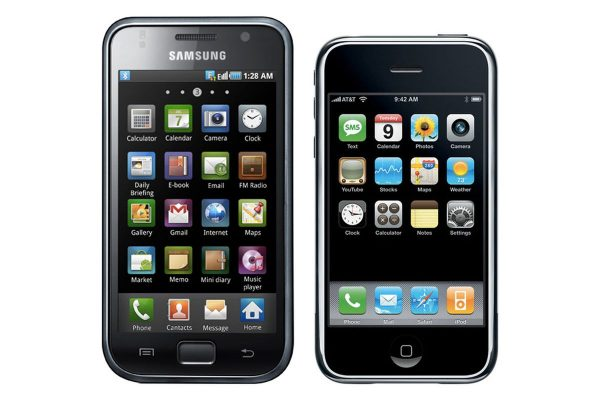 SAMSUNG
E 1:28 AM
3
Calculator Calendar Camera Clock
Daily Briefing E-book Email FM Radio
Gallery Gmail Internet Maps
Market Memo Mini diary Music player
Phone Contacts Message Home
AT&T 9:42 AM
SMS Tuesday 9
Text Calendar Photos Camera
280 73°
YouTube Stocks Maps Weather
Clock Calculator Notes Settings
Phone Mail Safari iPod